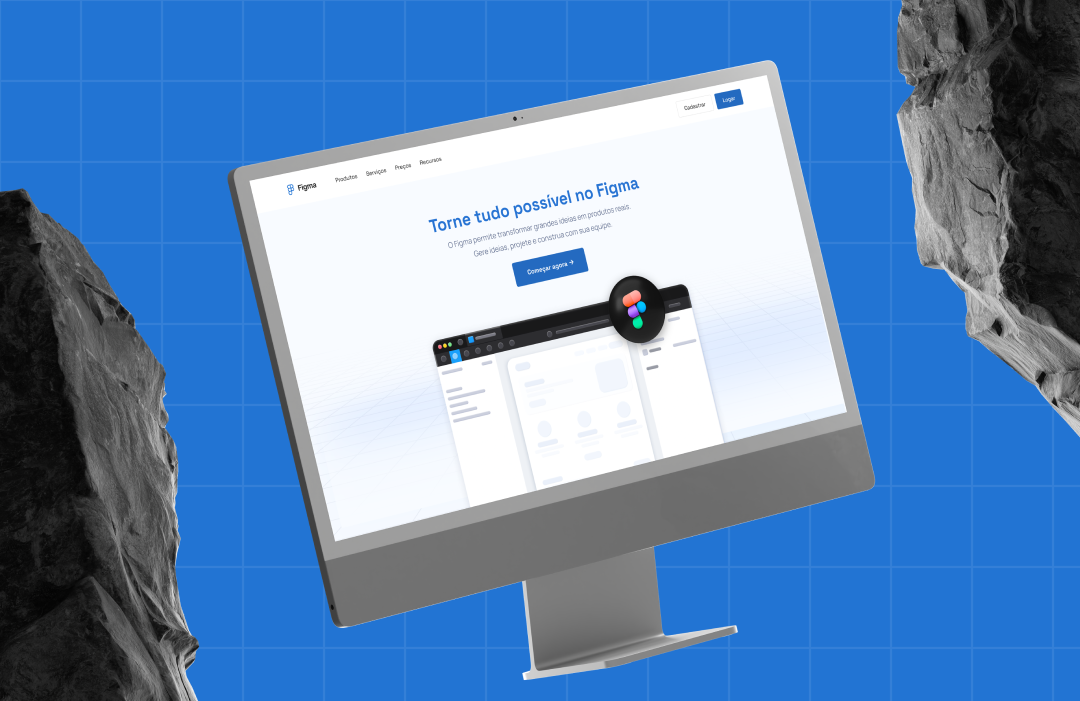 Figma
Produtos
Serviços
Preços
Recursos
Cadastrar
Logar
Torne tudo possível no Figma
O Figma permite transformar grandes ideias em produtos reais.
Gere ideias, projete e construa com sua equipe.
Começar agora →